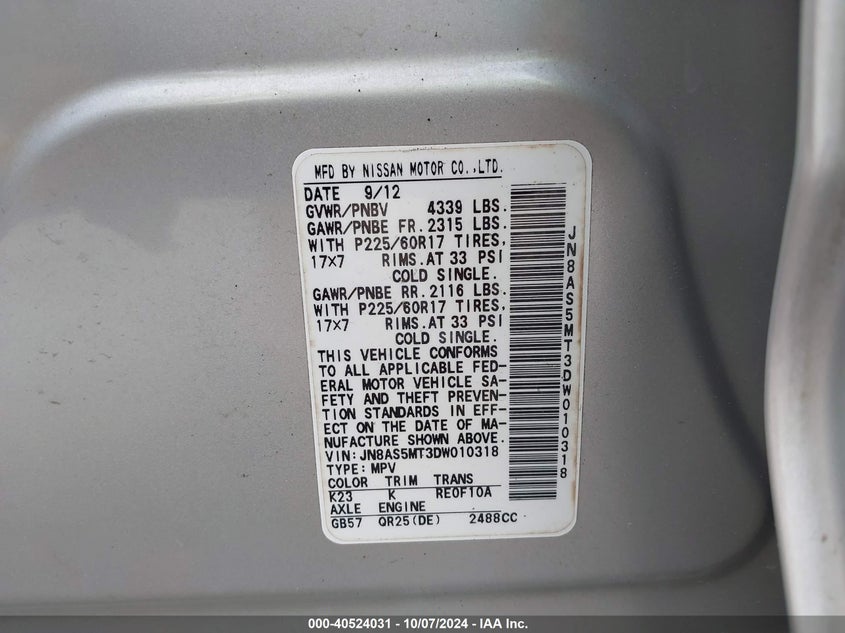 MFD BY NISSAN MOTOR CO.,LTD.
DATE 9/12
GVWR/PNBV 4339 LBS.
GAWR/PNBE FR. 2315 LBS.
WITH P225/60R17 TIRES,
17X7 RIMS.AT 33 PSI
COLD SINGLE.
GAWR/PNBE RR. 2116 LBS.
WITH P225/60R17 TIRES,
17X7 RIMS.AT 33 PSI
COLD SINGLE.
THIS VEHICLE CONFORMS
TO ALL APPLICABLE FED-
ERAL MOTOR VEHICLE SA-
FETY AND THEFT PREVEN-
TION STANDARDS IN EFF-
ECT ON THE DATE OF MA-
NUFACTURE SHOWN ABOVE.
VIN: JN8AS5MT3DW010318
TYPE: MPV
COLOR TRIM TRANS
K23 K RE0F10A
AXLE ENGINE
GB57 QR25(DE) 2488CC
JN8AS5MT3DW010318
000-40524031 - 10/07/2024 - IAA Inc.